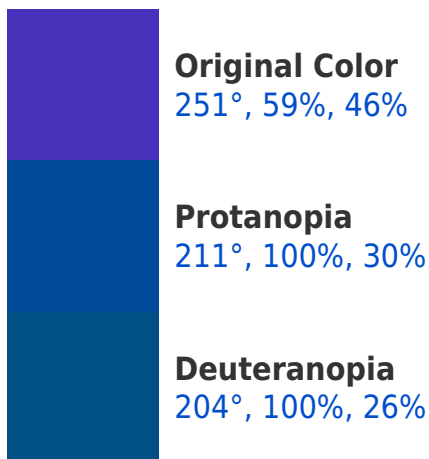 Original Color
251°, 59%, 46%
Protanopia
211°, 100%, 30%
Deuteranopia
204°, 100%, 26%